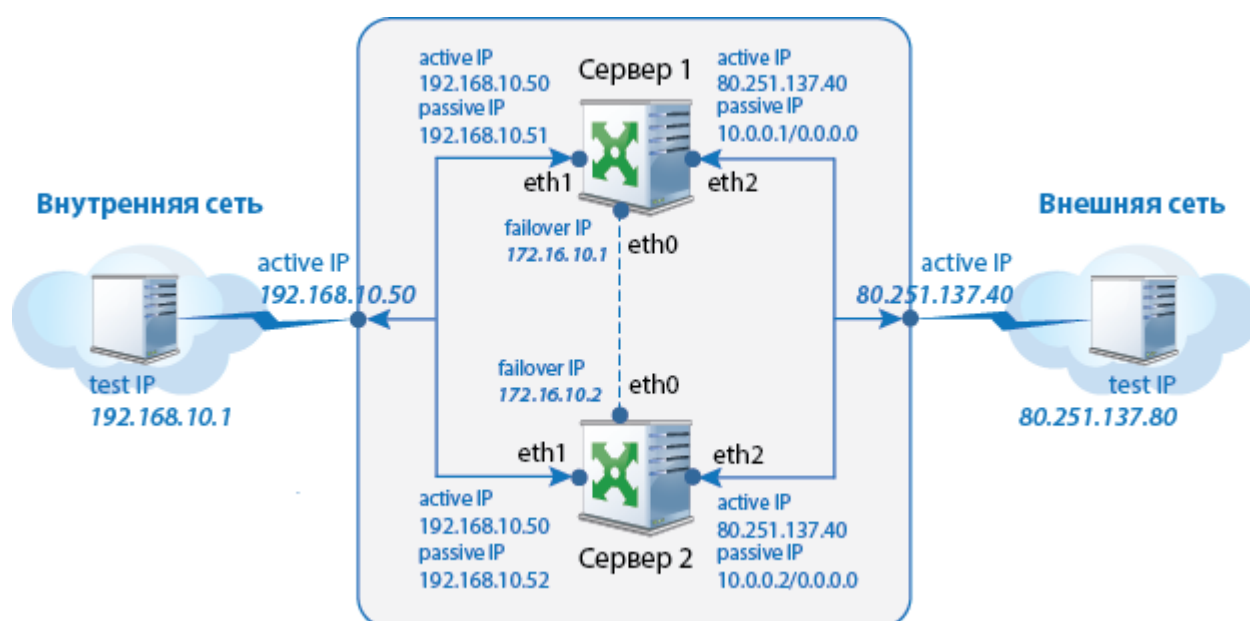 active IP
192.168.10.50
passive IP
192.168.10.51
Сервер 1
active IP
80.251.137.40
passive IP
10.0.0.1/0.0.0.0
eth1
eth2
Внутренняя сеть
Внешняя сеть
failover IP
172.16.10.1
eth0
active IP
192.168.10.50
active IP
80.251.137.40
test IP
192.168.10.1
failover IP
172.16.10.2
eth0
test IP
80.251.137.80
eth1
eth2
active IP
192.168.10.50
passive IP
192.168.10.52
Сервер 2
active IP
80.251.137.40
passive IP
10.0.0.2/0.0.0.0